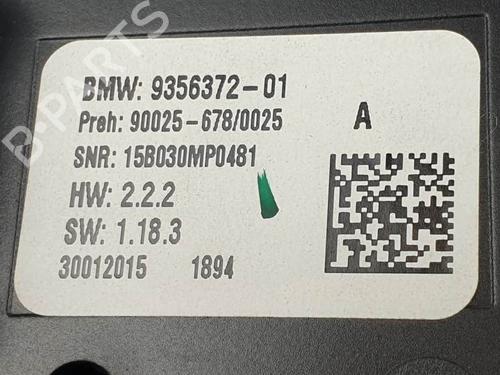 BMW: 9356372-01
Preh: 90025-678/0025
A
SNR: 15B030MP0481
HW: 2.2.2
SW: 1.18.3
30012015 1894
B-PARTS